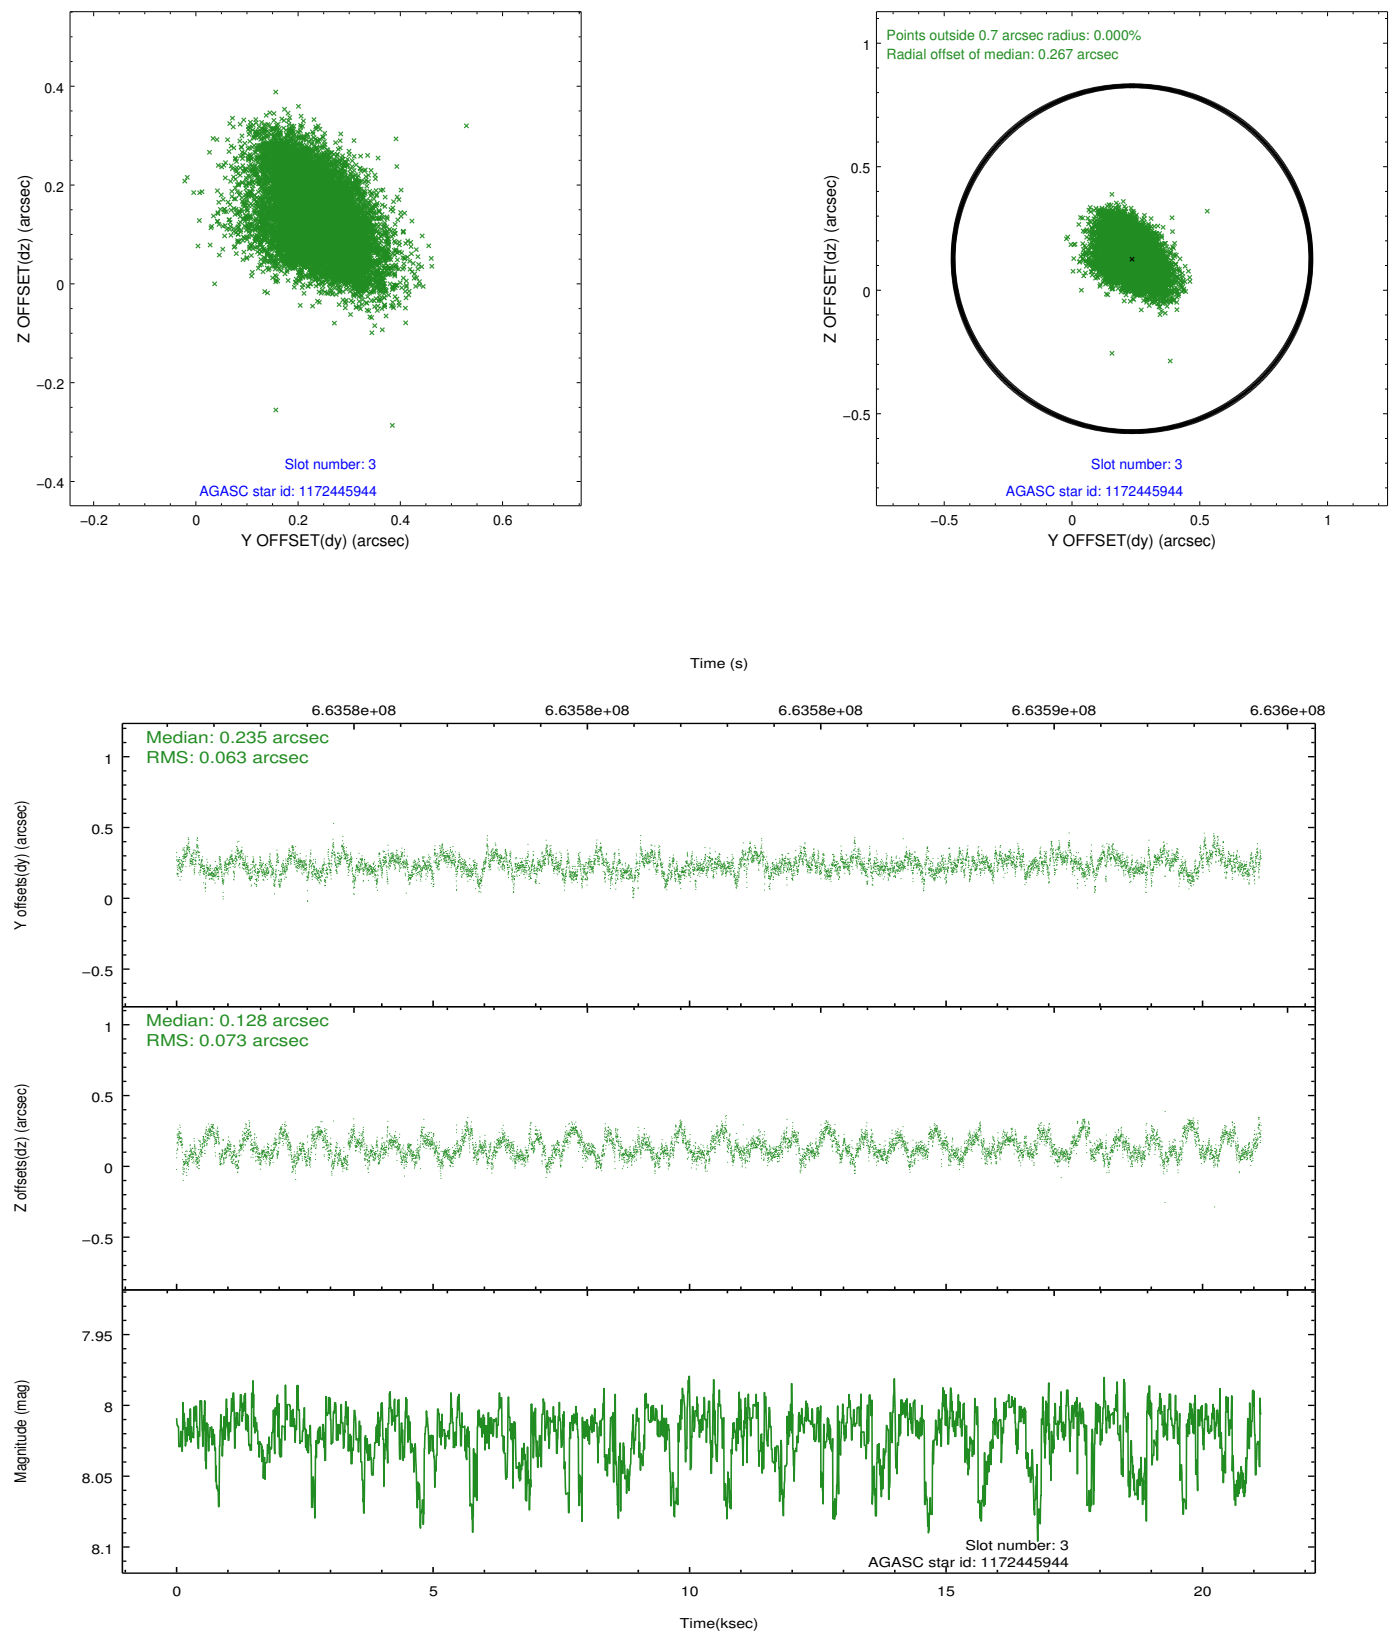 0.4
0.2
0
−0.2
−0.4
Z OFFSET(dz) (arcsec)
Slot number: 3
AGASC star id: 1172445944
−0.2 0 0.2 0.4 0.6
Y OFFSET(dy) (arcsec)
Points outside 0.7 arcsec radius: 0.000%
Radial offset of median: 0.267 arcsec
1
0.5
0
−0.5
Z OFFSET(dz) (arcsec)
Slot number: 3
AGASC star id: 1172445944
−0.5 0 0.5 1
Y OFFSET(dy) (arcsec)
Time (s)
6.6358e+08 6.6358e+08 6.6358e+08 6.6359e+08 6.636e+08
Median: 0.235 arcsec
RMS: 0.063 arcsec
1
0.5
0
−0.5
Y offsets(dy) (arcsec)
Median: 0.128 arcsec
RMS: 0.073 arcsec
1
0.5
0
−0.5
Z offsets(dz) (arcsec)
7.95
8
8.05
8.1
Magnitude (mag)
Slot number: 3
AGASC star id: 1172445944
0 5 10 15 20
Time(ksec)